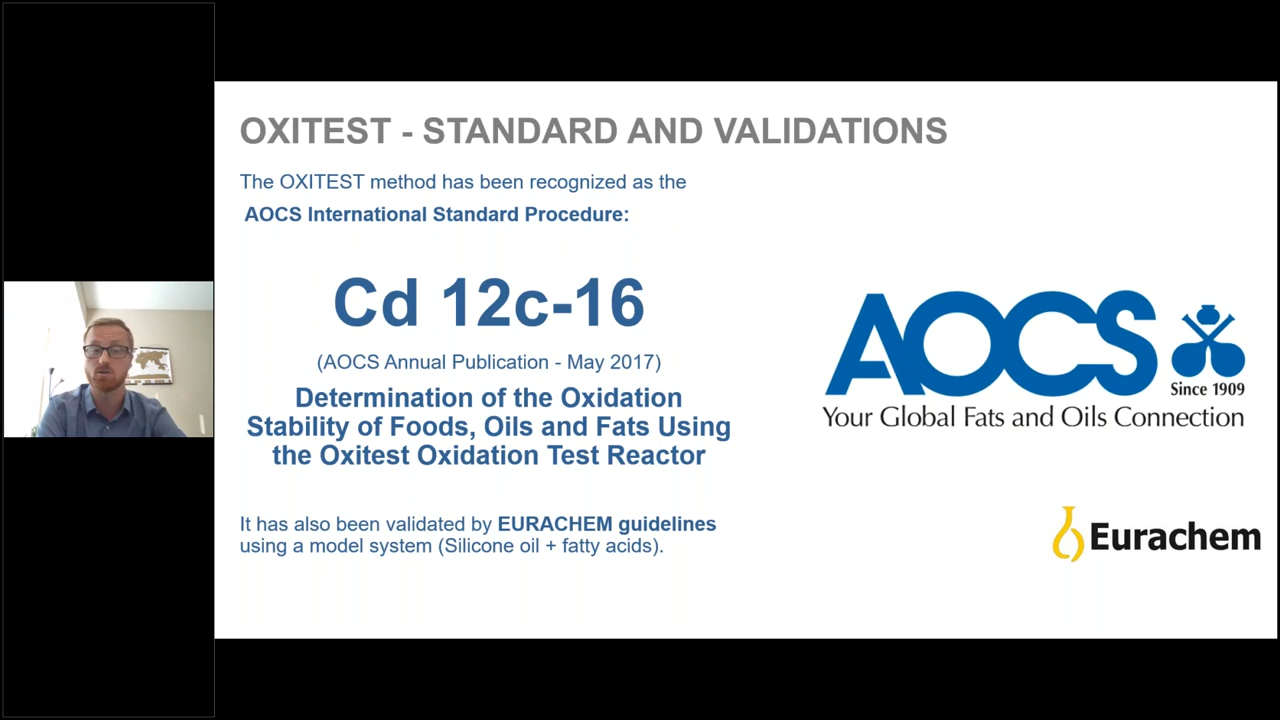 OXITEST - STANDARD AND VALIDATIONS
The OXITEST method has been recognized as the
AOCS International Standard Procedure:
Cd 12c-16
(AOCS Annual Publication - May 2017)
Determination of the Oxidation
Stability of Foods, Oils and Fats Using
the Oxitest Oxidation Test Reactor
It has also been validated by EURACHEM guidelines
using a model system (Silicone oil + fatty acids).
AOCS
Since 1909
Your Global Fats and Oils Connection
Eurachem